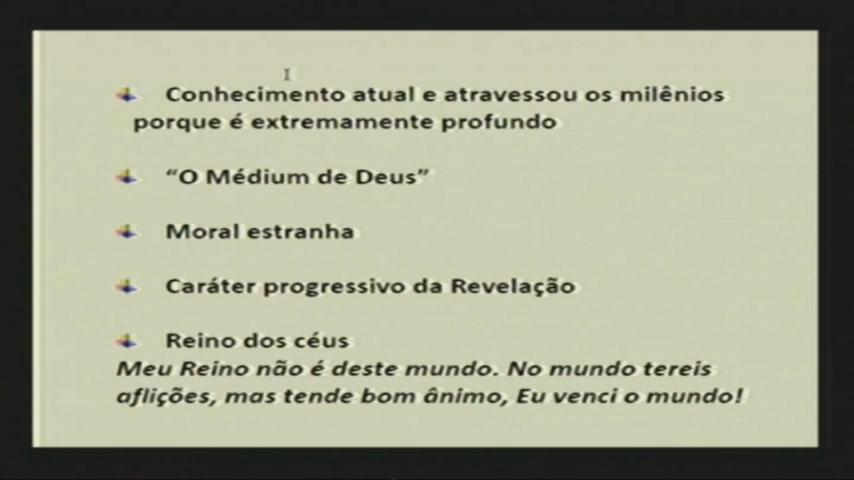 Conhecimento atual e atravessou os milênios
porque é extremamente profundo
“O Médium de Deus”
Moral estranha
Caráter progressivo da Revelação
Reino dos céus
Meu Reino não é deste mundo. No mundo tereis
aflições, mas tende bom ânimo, Eu venci o mundo!